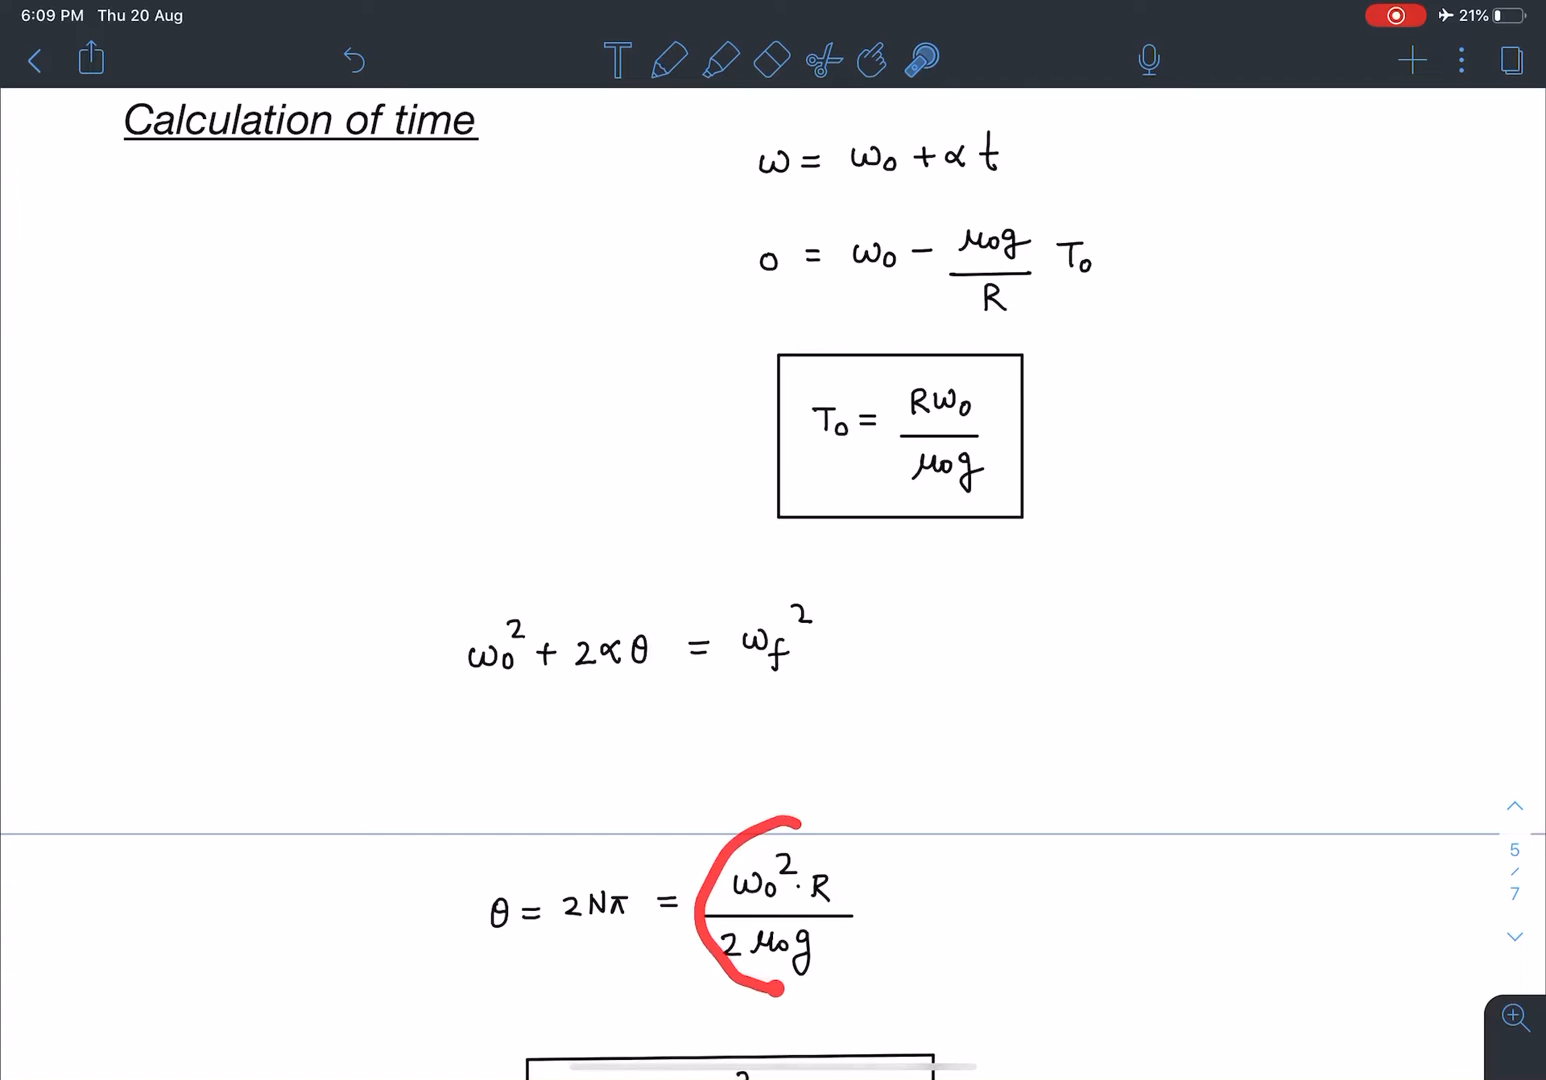 6:09 PM Thu 20 Aug
21%
Calculation of time
ω = ω₀ + α t
0 = ω₀ − μ₀g/R T₀
T₀ = Rω₀/μ₀g
ω₀² + 2αθ = ω_f²
5/7
θ = 2Nπ = ω₀²·R/2μ₀g
2